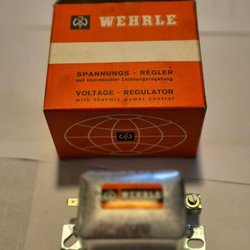 WEHRLE
SPANNUNGS - REGLER
mit thermischer Leistungsregelung
VOLTAGE - REGULATOR
with thermic power control
WEHRLE